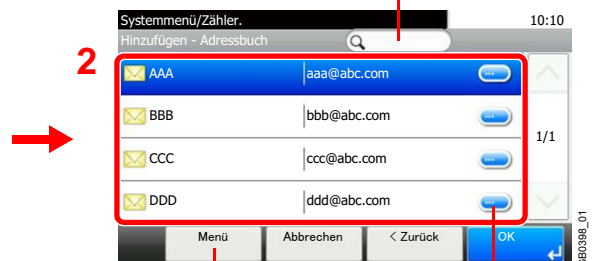 Systemmenü/Zähler. 10:10
Hinzufügen - Adressbuch
2
AAA aaa@abc.com
BBB bbb@abc.com
1/1
CCC ccc@abc.com
DDD ddd@abc.com
Menü Abbrechen < Zurück OK
GB0398_01